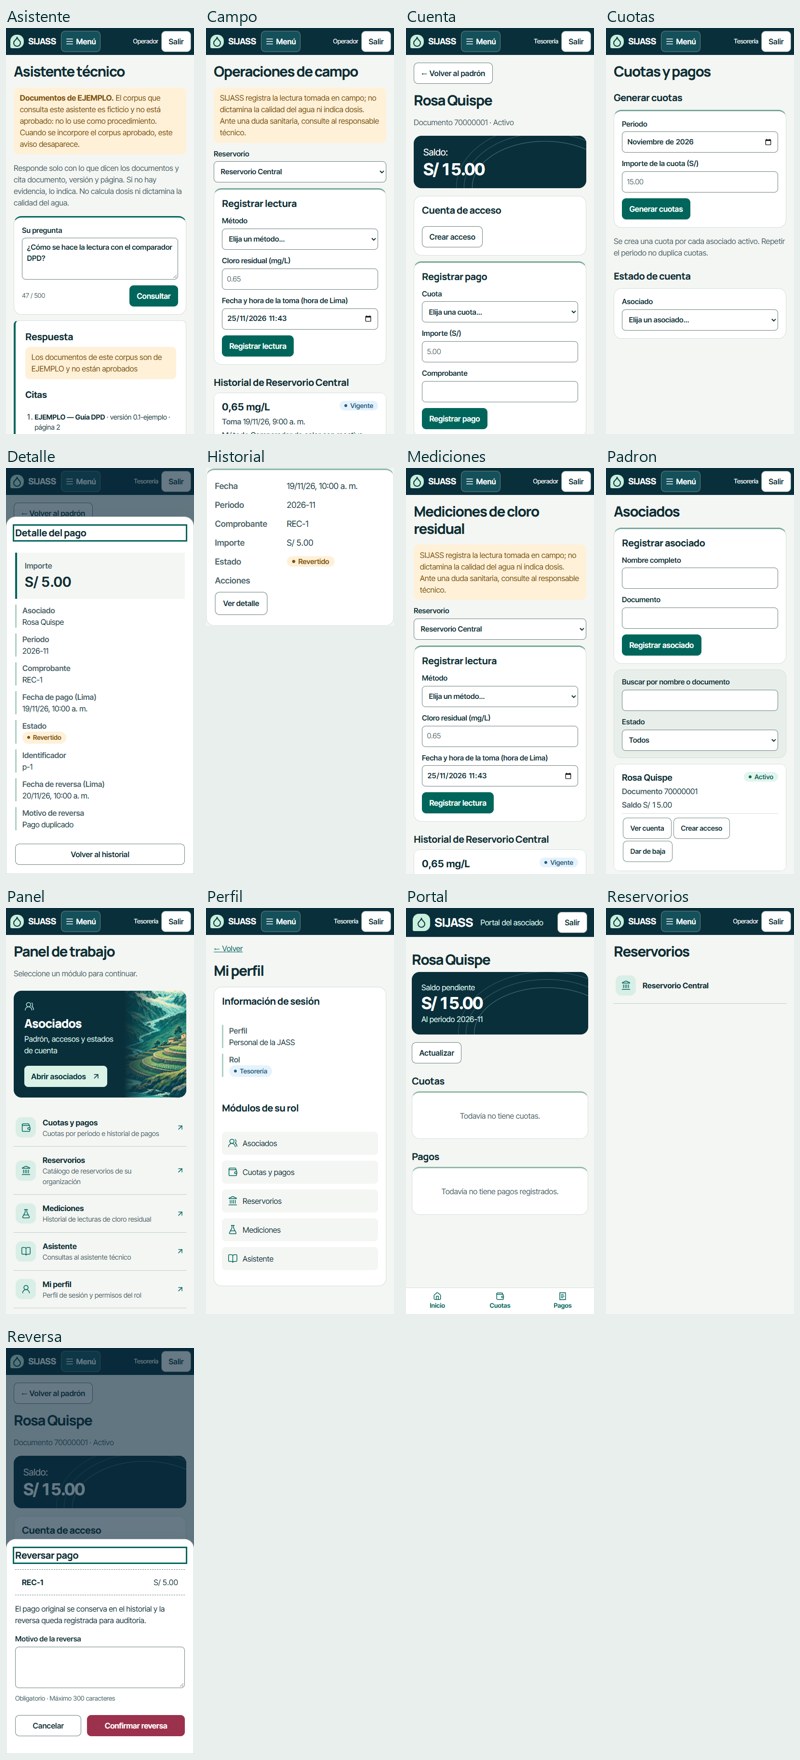 Asistente
SIJASS
Menú
Operador
Salir
Asistente técnico
Documentos de EJEMPLO. El corpus que
consulta este asistente es ficticio y no está
aprobado: no lo use como procedimiento.
Cuando se incorpore el corpus aprobado, este
aviso desaparece.
Responde solo con lo que dicen los documentos y
cita documento, versión y página. Si no hay
evidencia, lo indica. No calcula dosis ni dictamina la
calidad del agua.
Su pregunta
¿Cómo se hace la lectura con el comparador
DPD?
47 / 500
Consultar
Respuesta
Los documentos de este corpus son de
EJEMPLO y no están aprobados
Citas
1. EJEMPLO — Guía DPD · versión 0.1-ejemplo ·
página 2
Campo
SIJASS
Menú
Operador
Salir
Operaciones de campo
SIJASS registra la lectura tomada en campo; no
dictamina la calidad del agua ni indica dosis.
Ante una duda sanitaria, consulte al responsable
técnico.
Reservorio
Reservorio Central
Registrar lectura
Método
Elija un método...
Cloro residual (mg/L)
0.65
Fecha y hora de la toma (hora de Lima)
25/11/2026 11:43
Registrar lectura
Historial de Reservorio Central
0,65 mg/L
Vigente
Toma 19/11/26, 9:00 a. m.
Cuenta
SIJASS
Menú
Tesorería
Salir
← Volver al padrón
Rosa Quispe
Documento 70000001 · Activo
Saldo:
S/ 15.00
Cuenta de acceso
Crear acceso
Registrar pago
Cuota
Elija una cuota...
Importe (S/)
5.00
Comprobante
Registrar pago
Cuotas
SIJASS
Menú
Tesorería
Salir
Cuotas y pagos
Generar cuotas
Periodo
Noviembre de 2026
Importe de la cuota (S/)
15.00
Generar cuotas
Se crea una cuota por cada asociado activo. Repetir
el periodo no duplica cuotas.
Estado de cuenta
Asociado
Elija un asociado...
Detalle
SIJASS
Menú
Tesorería
Salir
← Volver al padrón
Detalle del pago
Importe
S/ 5.00
Asociado
Rosa Quispe
Periodo
2026-11
Comprobante
REC-1
Fecha de pago (Lima)
19/11/26, 10:00 a. m.
Estado
Revertido
Identificador
p-1
Fecha de reversa (Lima)
20/11/26, 10:00 a. m.
Motivo de reversa
Pago duplicado
Volver al historial
Historial
Fecha 19/11/26, 10:00 a. m.
Periodo 2026-11
Comprobante REC-1
Importe S/ 5.00
Estado Revertido
Acciones
Ver detalle
Mediciones
SIJASS
Menú
Operador
Salir
Mediciones de cloro
residual
SIJASS registra la lectura tomada en campo; no
dictamina la calidad del agua ni indica dosis.
Ante una duda sanitaria, consulte al responsable
técnico.
Reservorio
Reservorio Central
Registrar lectura
Método
Elija un método...
Cloro residual (mg/L)
0.65
Fecha y hora de la toma (hora de Lima)
25/11/2026 11:43
Registrar lectura
Historial de Reservorio Central
0,65 mg/L
Vigente
Padron
SIJASS
Menú
Tesorería
Salir
Asociados
Registrar asociado
Nombre completo
Documento
Registrar asociado
Buscar por nombre o documento
Estado
Todos
Rosa Quispe
Activo
Documento 70000001
Saldo S/ 15.00
Ver cuenta
Crear acceso
Dar de baja
Panel
SIJASS
Menú
Tesorería
Salir
Panel de trabajo
Seleccione un módulo para continuar.
Asociados
Padrón, accesos y estados
de cuenta
Abrir asociados
Cuotas y pagos
Cuotas por periodo e historial de pagos
Reservorios
Catálogo de reservorios de su
organización
Mediciones
Historial de lecturas de cloro residual
Asistente
Consultas al asistente técnico
Mi perfil
Perfil de sesión y permisos del rol
Perfil
SIJASS
Menú
Tesorería
Salir
← Volver
Mi perfil
Información de sesión
Perfil
Personal de la JASS
Rol
Tesorería
Módulos de su rol
Asociados
Cuotas y pagos
Reservorios
Mediciones
Asistente
Portal
SIJASS
Portal del asociado
Salir
Rosa Quispe
Saldo pendiente
S/ 15.00
Al periodo 2026-11
Actualizar
Cuotas
Todavía no tiene cuotas.
Pagos
Todavía no tiene pagos registrados.
Inicio
Cuotas
Pagos
Reservorios
SIJASS
Menú
Operador
Salir
Reservorios
Reservorio Central
Reversa
SIJASS
Menú
Tesorería
Salir
← Volver al padrón
Rosa Quispe
Documento 70000001 · Activo
Saldo:
S/ 15.00
Cuenta de acceso
Reversar pago
REC-1
S/ 5.00
El pago original se conserva en el historial y la
reversa queda registrada para auditoría.
Motivo de la reversa
Obligatorio · Máximo 300 caracteres
Cancelar
Confirmar reversa